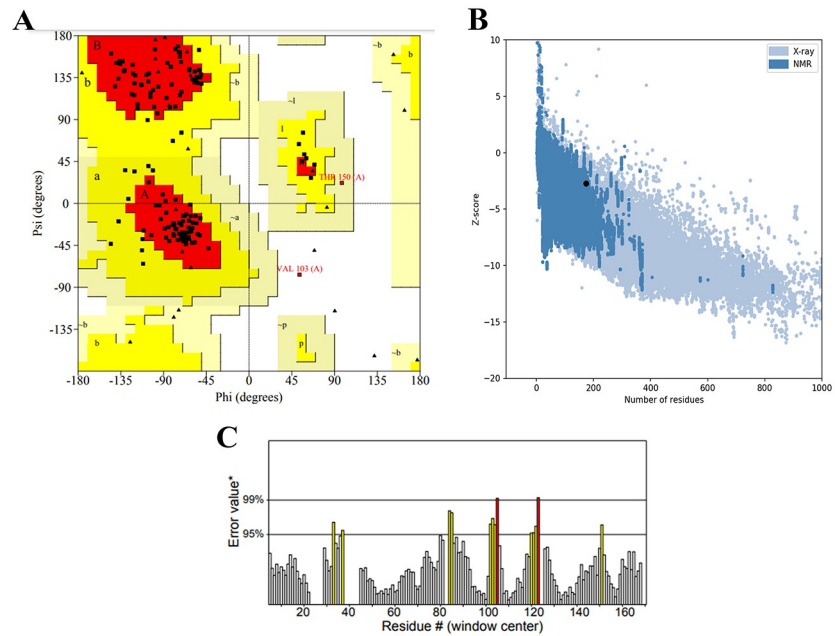 A
180
135
90
45
0
-45
-90
-135
-180
-135
-90
-45
0
45
90
135
180
Psi (degrees)
Phi (degrees)
B
b
~b
~b
b
~l
l
a
A
~a
THR 150 (A)
VAL 103 (A)
~b
b
~p
p
~b
b
~b
B
10
5
0
−5
−10
−15
−20
0
200
400
600
800
1000
Z-score
Number of residues
X-ray
NMR
C
99%
95%
Error value*
20
40
60
80
100
120
140
160
Residue # (window center)